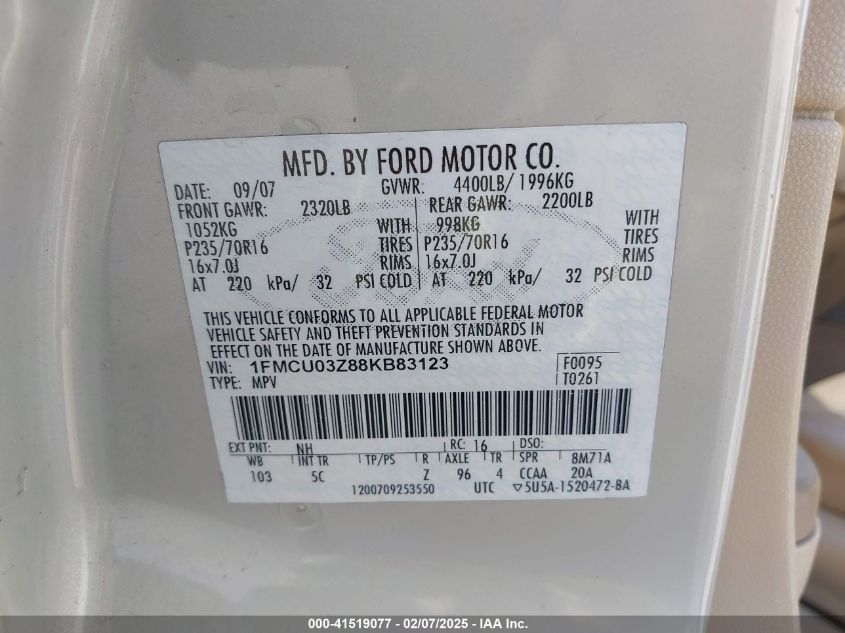 MFD. BY FORD MOTOR CO.
DATE: 09/07 GVWR: 4400LB/ 1996KG
FRONT GAWR: 2320LB REAR GAWR: 2200LB
1052KG WITH 998KG WITH
P235/70R16 TIRES P235/70R16 TIRES
16x7.0J RIMS 16x7.0J RIMS
AT 220 kPa/ 32 PSI COLD AT 220 kPa/ 32 PSI COLD
THIS VEHICLE CONFORMS TO ALL APPLICABLE FEDERAL MOTOR
VEHICLE SAFETY AND THEFT PREVENTION STANDARDS IN
EFFECT ON THE DATE OF MANUFACTURE SHOWN ABOVE.
VIN: 1FMCU03Z88KB83123 F0095
TYPE: MPV T0261
EXT PNT: NH RC: 16 DSO:
WB INT TR TP/PS R AXLE TR SPR 8M71A
103 5C Z 96 4 CCAA 20A
1200709253550 UTC ▽5U5A-1520472-BA
000-41519077 - 02/07/2025 - IAA Inc.